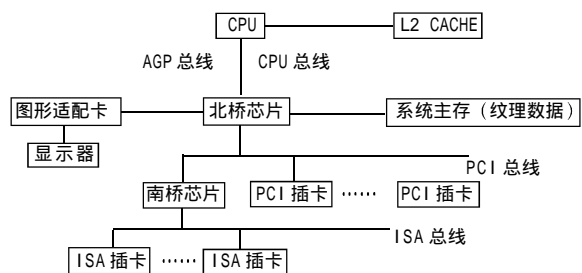 CPU
L2 CACHE
AGP 总线
CPU 总线
图形适配卡
北桥芯片
系统主存（纹理数据）
显示器
PCI 总线
南桥芯片
PCI 插卡
……
PCI 插卡
ISA 总线
ISA 插卡
……
ISA 插卡